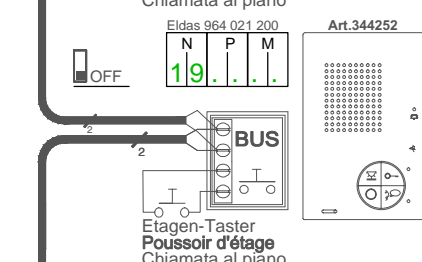 Chiamata al piano
Eldas 964 021 200
Art.344252
N P M
19. . . .
OFF
2
BUS
2
Etagen-Taster
Poussoir d'étage
Chiamata al piano